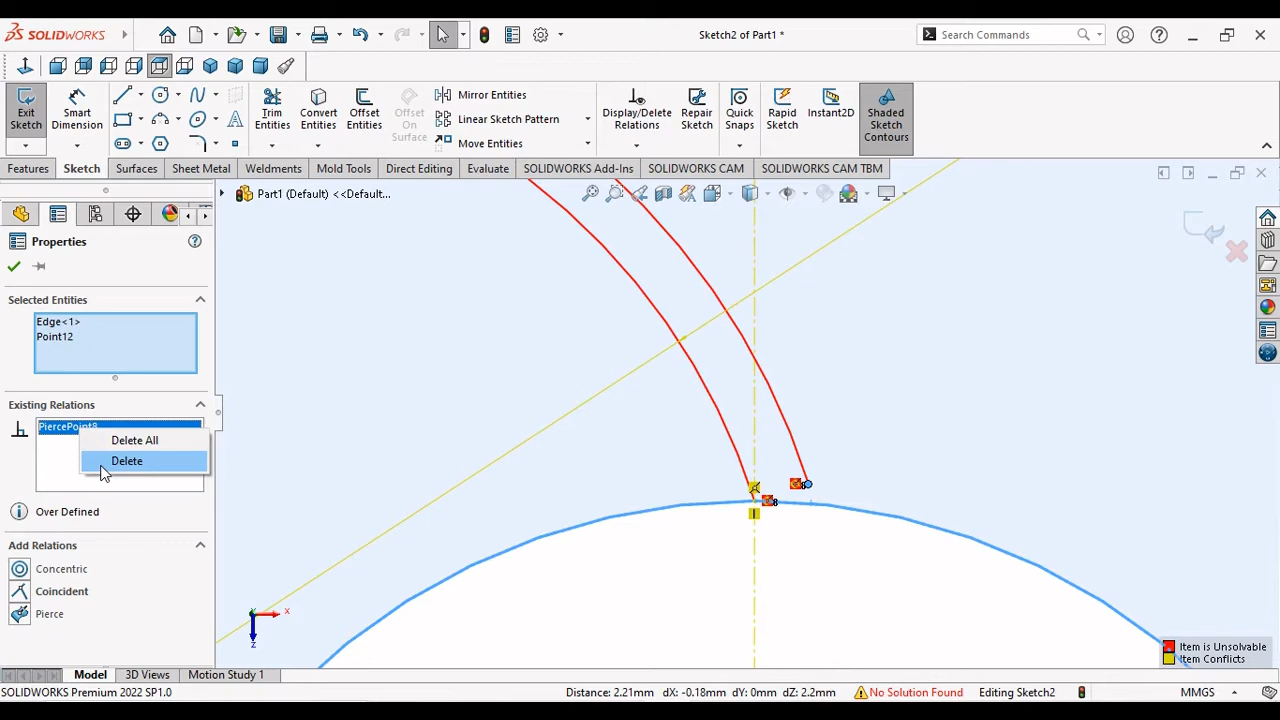 SOLIDWORKS
Sketch2 of Part1 *
Search Commands
Exit Sketch
Smart Dimension
Trim Entities
Convert Entities
Offset Entities
Offset On Surface
Mirror Entities
Linear Sketch Pattern
Move Entities
Display/Delete Relations
Repair Sketch
Quick Snaps
Rapid Sketch
Instant2D
Shaded Sketch Contours
Features
Sketch
Surfaces
Sheet Metal
Weldments
Mold Tools
Direct Editing
Evaluate
SOLIDWORKS Add-Ins
SOLIDWORKS CAM
SOLIDWORKS CAM TBM
Part1 (Default) <<Default...
Properties
Selected Entities
Edge<1>
Point12
Existing Relations
PiercePoint8
Delete All
Delete
Over Defined
Add Relations
Concentric
Coincident
Pierce
8
8
Y
x
z
Item is Unsolvable
Item Conflicts
Model
3D Views
Motion Study 1
SOLIDWORKS Premium 2022 SP1.0
Distance: 2.21mm
dX: -0.18mm
dY: 0mm
dZ: 2.2mm
No Solution Found
Editing Sketch2
MMGS